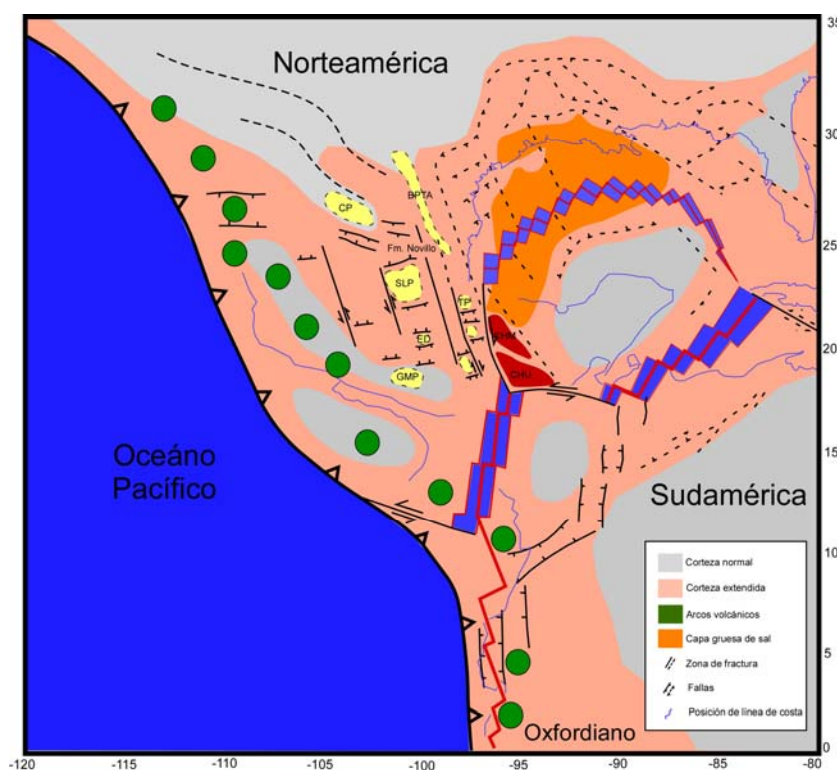 Norteamérica
CP
BPTA
Fm. Novillo
SLP
TP
ED
GMP
CHU
Oceáno
Pacífico
Sudamérica
Oxfordiano
Corteza normal
Corteza extendida
Arcos volcánicos
Capa gruesa de sal
Zona de fractura
Fallas
Posición de línea de costa
35
30
25
20
15
10
5
0
-120
-115
-110
-105
-100
-95
-90
-85
-80